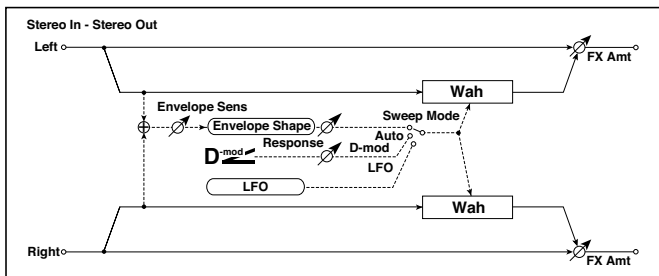 Stereo In - Stereo Out
Left
FX Amt
Wah
Envelope Sens
Sweep Mode
Envelope Shape
Auto
D-mod
Response
D-mod
LFO
LFO
Wah
Right
FX Amt